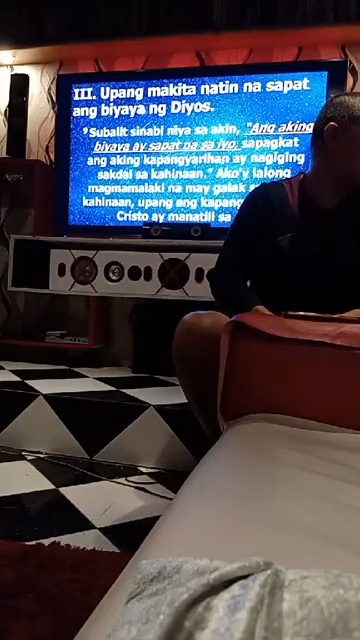 III. Upang makita natin na sapat
ang biyaya ng Diyos.
⁹Subalit sinabi niya sa akin, "Ang aking
biyaya ay sapat na sa iyo, sapagkat
ang aking kapangyarihan ay nagiging
sakdal sa kahinaan." Ako'y lalong
magmamalaki na may galak
kahinaan, upang ang
Cristo ay manatili sa